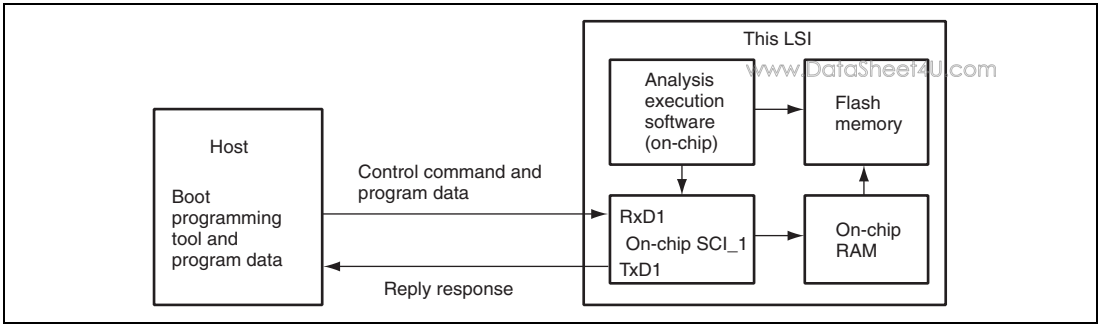 This LSI
www.DataSheet4U.com
Analysis
execution
software
(on-chip)
Flash
memory
Host
Boot
programming
tool and
program data
Control command and
program data
RxD1
On-chip SCI_1
TxD1
On-chip
RAM
Reply response